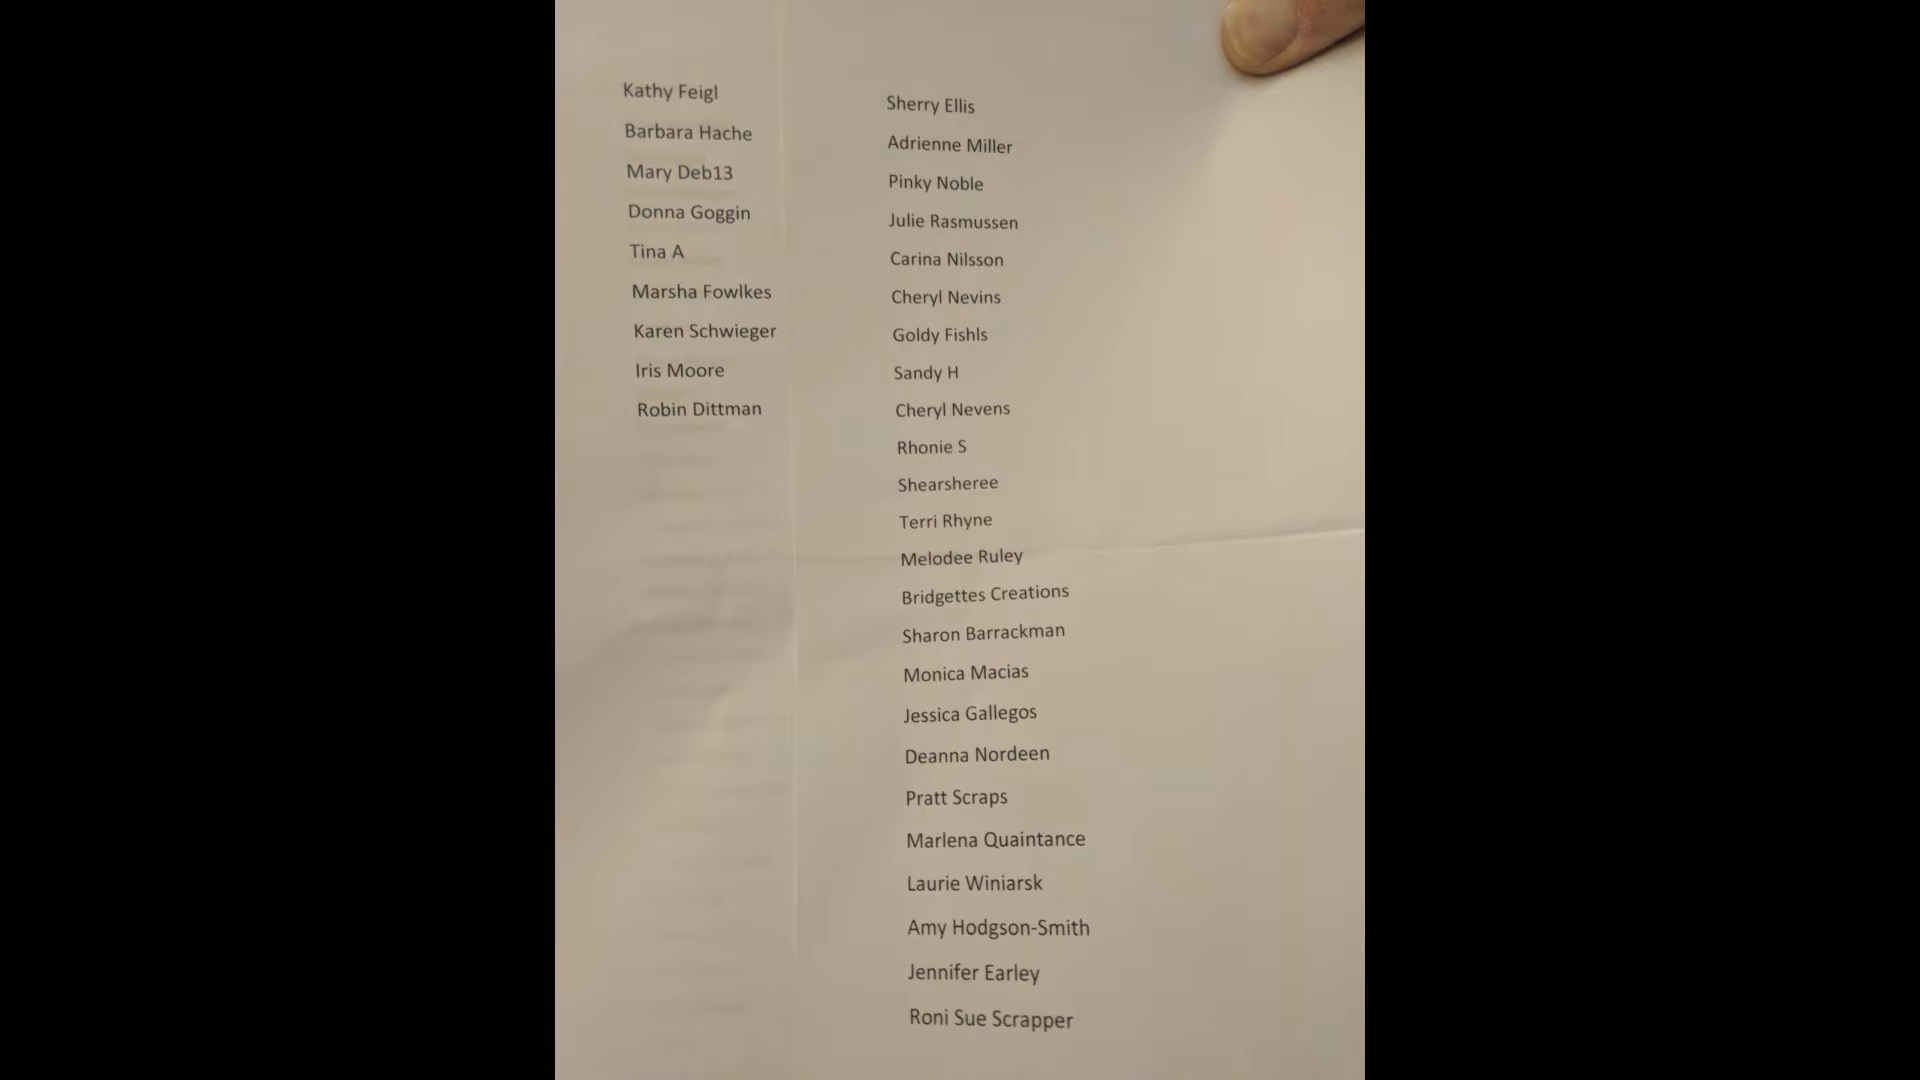 Kathy Feigl
Barbara Hache
Mary Deb13
Donna Goggin
Tina A
Marsha Fowlkes
Karen Schwieger
Iris Moore
Robin Dittman
Sherry Ellis
Adrienne Miller
Pinky Noble
Julie Rasmussen
Carina Nilsson
Cheryl Nevins
Goldy Fishls
Sandy H
Cheryl Nevens
Rhonie S
Shearsheree
Terri Rhyne
Melodee Ruley
Bridgettes Creations
Sharon Barrackman
Monica Macias
Jessica Gallegos
Deanna Nordeen
Pratt Scraps
Marlena Quaintance
Laurie Winiarsk
Amy Hodgson-Smith
Jennifer Earley
Roni Sue Scrapper